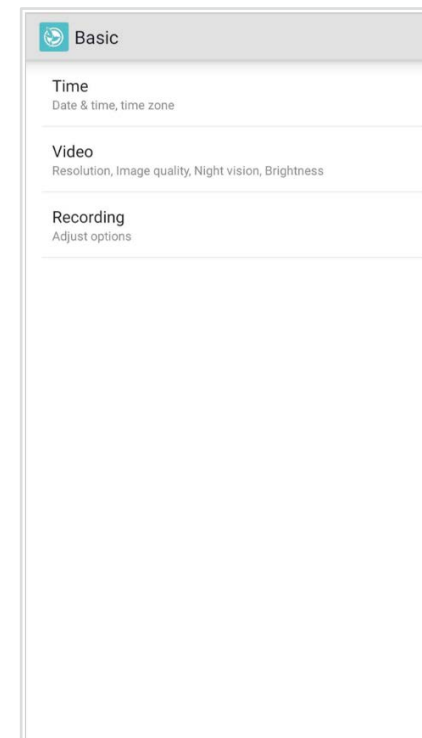 Basic
Time
Date & time, time zone
Video
Resolution, Image quality, Night vision, Brightness
Recording
Adjust options